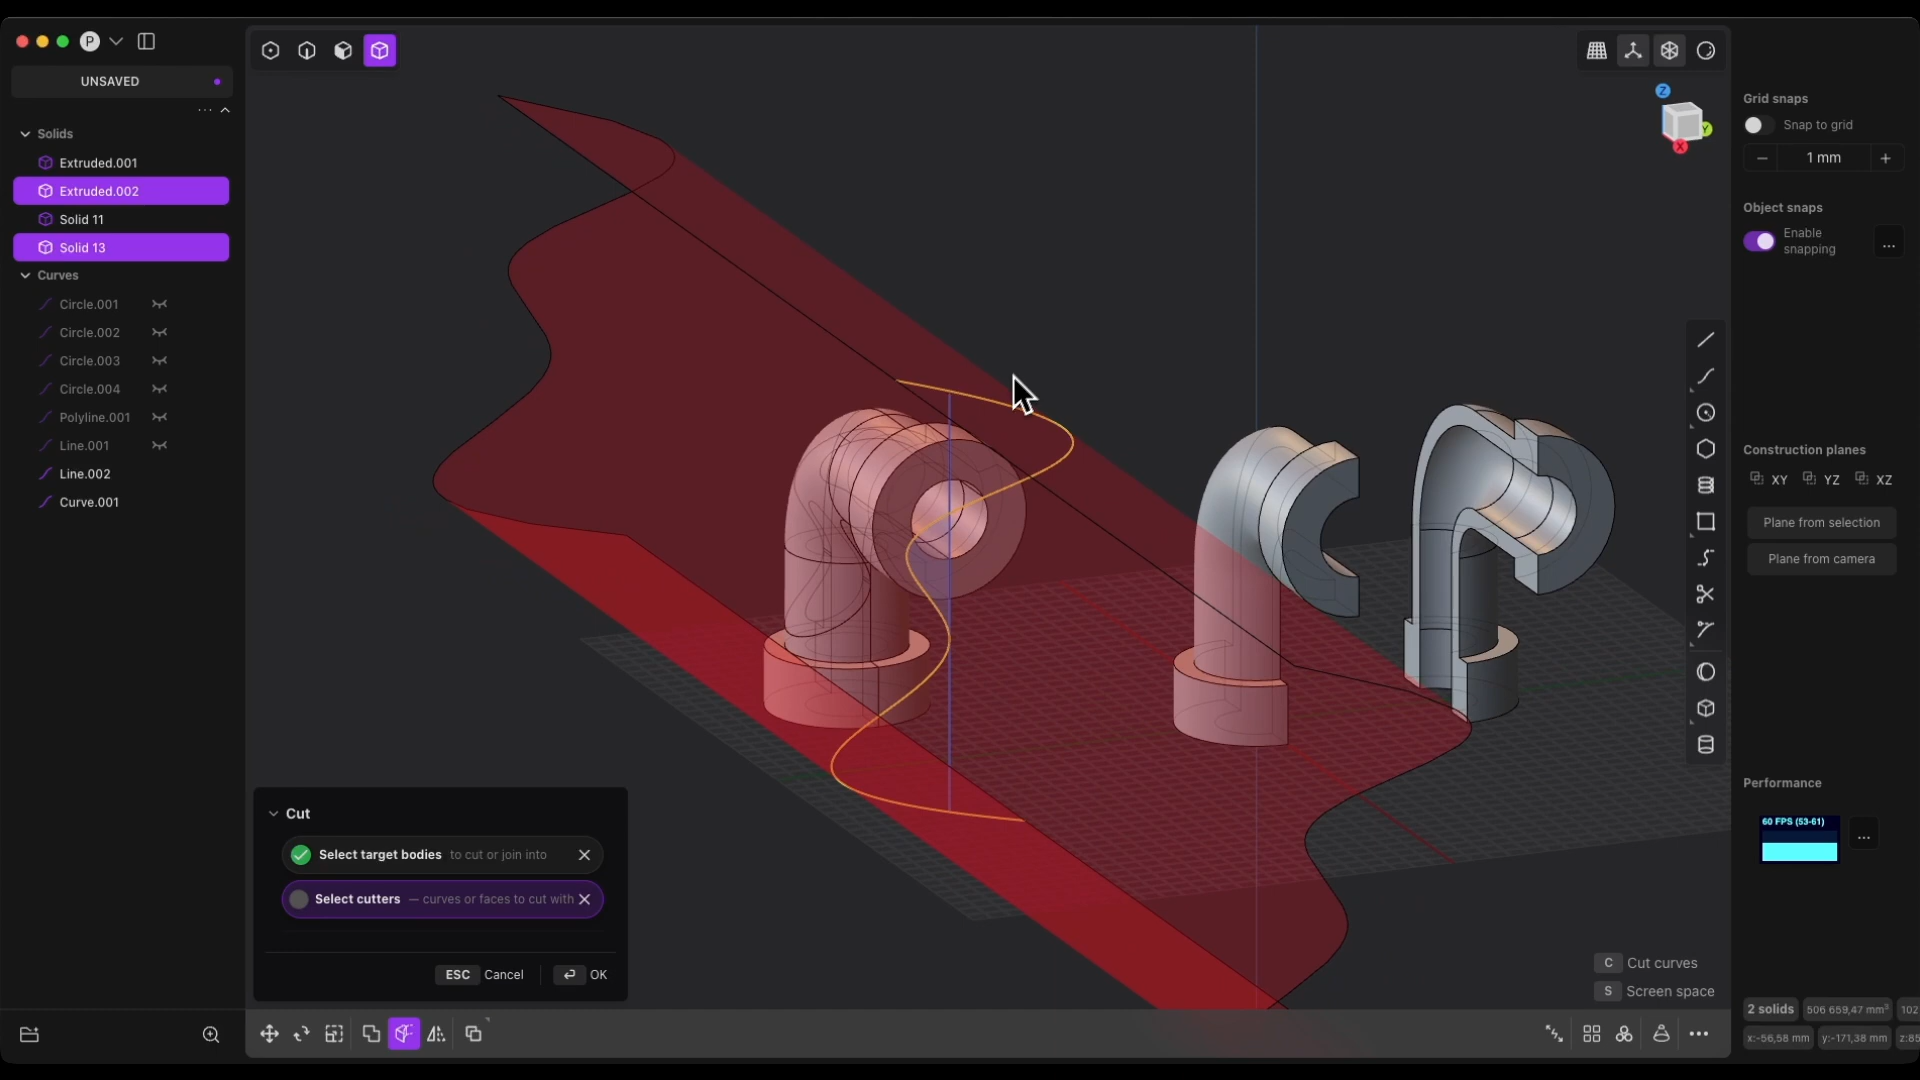 P
UNSAVED
Solids
Extruded.001
Extruded.002
Solid 11
Solid 13
Curves
Circle.001
Circle.002
Circle.003
Circle.004
Polyline.001
Line.001
Line.002
Curve.001
Z
Y
X
Grid snaps
Snap to grid
1 mm
Object snaps
Enable
snapping
...
Construction planes
XY
YZ
XZ
Plane from selection
Plane from camera
Performance
60 FPS (53-61)
...
Cut
Select target bodies to cut or join into
Select cutters — curves or faces to cut with
ESC Cancel
OK
C Cut curves
S Screen space
2 solids
506 659,47 mm³
102
x:-56,58 mm
y:-171,38 mm
z:85